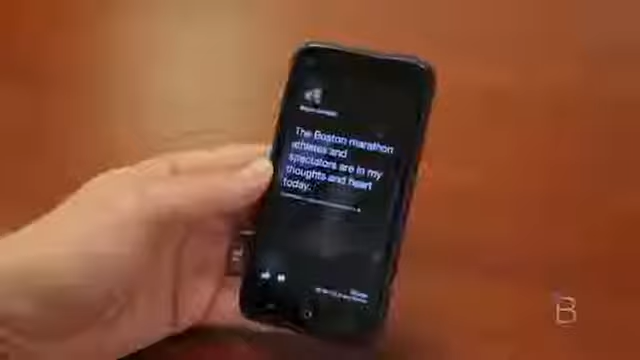 The Boston marathon
athletes and
spectators are in my
thoughts and heart
today.
B